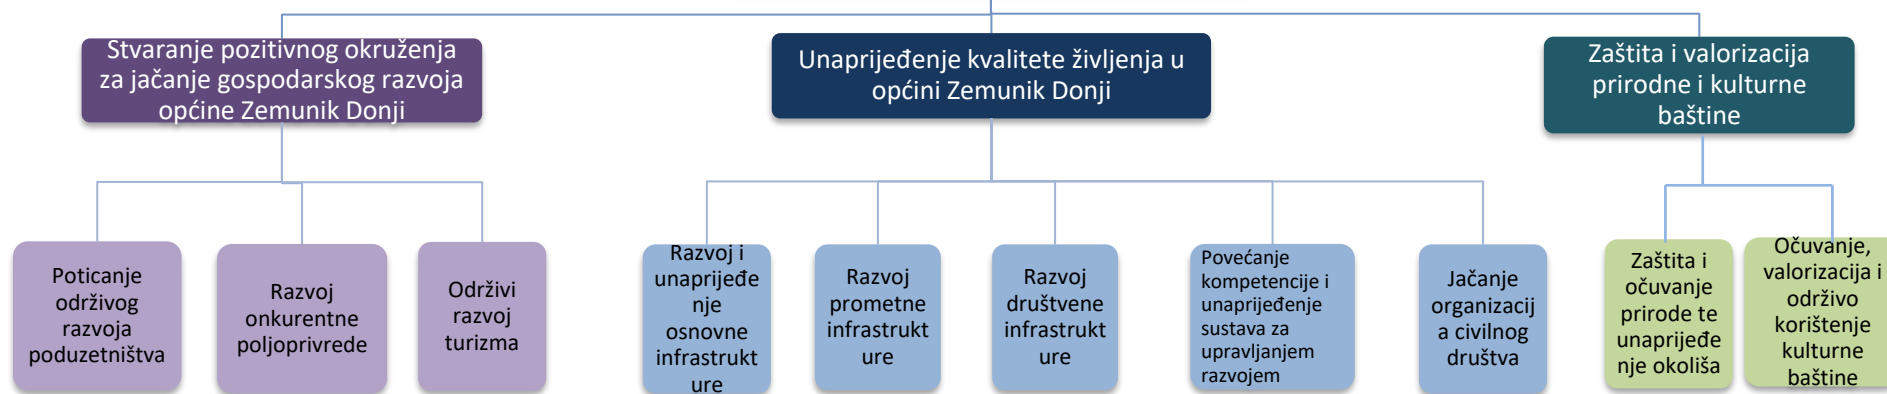 Stvaranje pozitivnog okruženja
za jačanje gospodarskog razvoja
općine Zemunik Donji
Unaprijeđenje kvalitete življenja u
općini Zemunik Donji
Zaštita i valorizacija
prirodne i kulturne
baštine
Poticanje
održivog
razvoja
poduzetništva
Razvoj
onkurentne
poljoprivrede
Održivi
razvoj
turizma
Razvoj i
unaprijeđe
nje
osnovne
infrastrukt
ure
Razvoj
prometne
infrastrukt
ure
Razvoj
društvene
infrastrukt
ure
Povećanje
kompetencije i
unaprijeđenje
sustava za
upravljanjem
razvojem
Jačanje
organizacij
a civilnog
društva
Zaštita i
očuvanje
prirode te
unaprijeđe
nje okoliša
Očuvanje,
valorizacija i
održivo
korištenje
kulturne
baštine